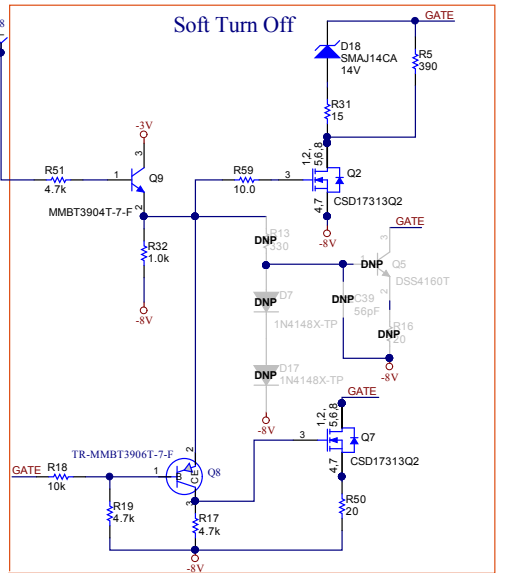 8
Soft Turn Off
GATE
D18
SMAJ14CA
14V
R5
390
R31
15
-3V
3
R51
4.7k
1
Q9
2
MMBT3904T-7-F
R59
10.0
3
1,2,
5,6,8
Q2
4,7
CSD17313Q2
-8V
R32
1.0k
-8V
DNP
R13
330
GATE
3
DNP
1
Q5
DSS4160T
2
DNP
D7
1N4148X-TP
DNP
C39
56pF
DNP
R16
20
-8V
DNP
D17
1N4148X-TP
-8V
GATE
1,2,
5,6,8
3
Q7
4,7
CSD17313Q2
TR-MMBT3906T-7-F
2
GATE
R18
10k
1
B
C
E
Q8
3
R19
4.7k
R17
4.7k
R50
20
-8V